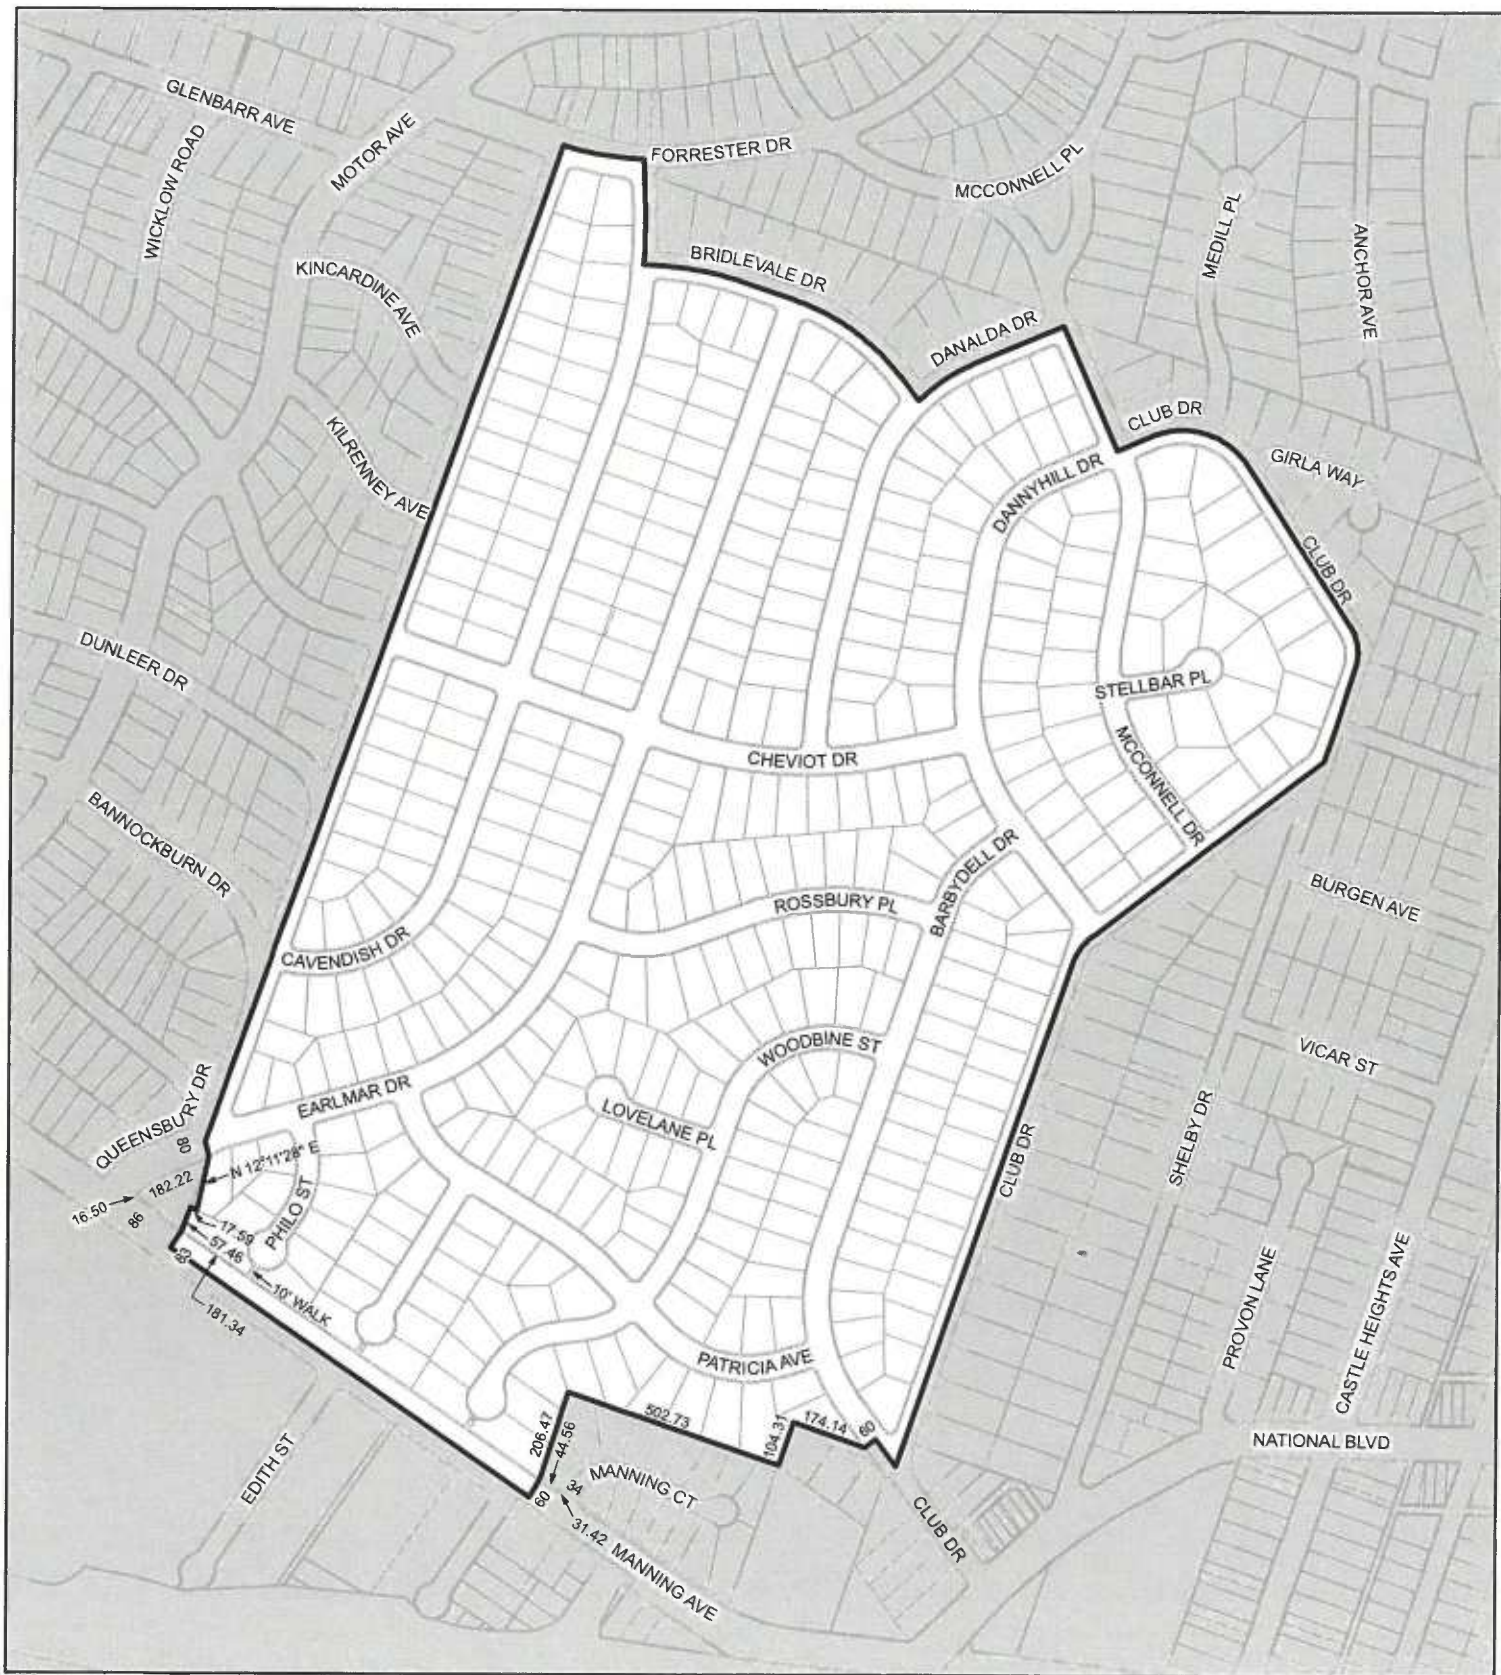 GLENBARR AVE
MOTOR AVE
WICKLOW ROAD
FORRESTER DR
MCCONNELL PL
MEDILL PL
ANCHOR AVE
KINCARDINE AVE
BRIDLEVALE DR
DANALDA DR
CLUB DR
KILRENNEY AVE
DANNYHILL DR
GIRLA WAY
CLUB DR
DUNLEER DR
STELLBAR PL
CHEVIOT DR
MCCONNELL DR
BANNOCKBURN DR
BARBYDELL DR
BURGEN AVE
ROSSBURY PL
CAVENDISH DR
WOODBINE ST
VICAR ST
EARLMAR DR
LOVELANE PL
QUEENSBURY DR
80
N 12°11'28" E
182.22
16.50
86
PHILO ST
17.59
57.46
83
10' WALK
181.34
CLUB DR
SHELBY DR
PROVON LANE
CASTLE HEIGHTS AVE
PATRICIA AVE
502.73
206.47
44.56
104.31
174.14
60
NATIONAL BLVD
EDITH ST
MANNING CT
34
60
31.42
MANNING AVE
CLUB DR